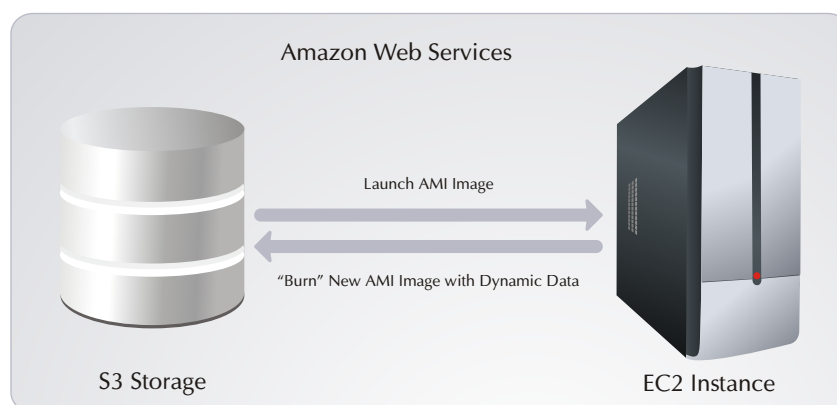 Amazon Web Services
Launch AMI Image
“Burn” New AMI Image with Dynamic Data
S3 Storage
EC2 Instance